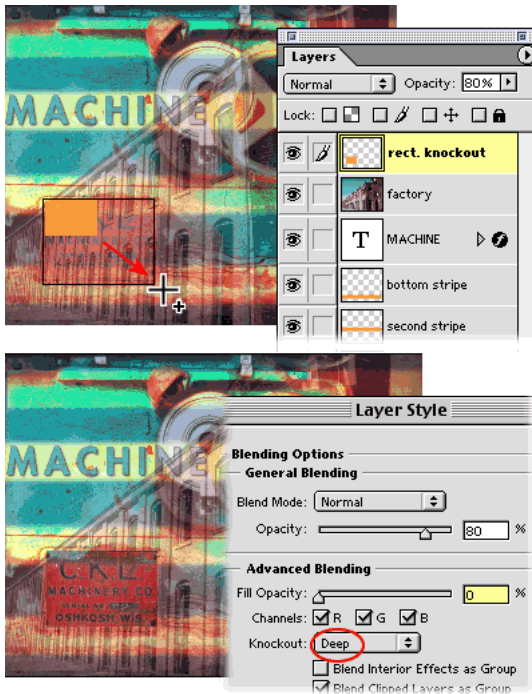 Layers
Normal Opacity: 80%
MACHINE
Lock:
rect. knockout
factory
T MACHINE
MACHINERY CO.
bottom stripe
second stripe
Layer Style
Blending Options
General Blending
MACHINE
Blend Mode: Normal
Opacity: 80 %
Advanced Blending
Fill Opacity: 0 %
Channels: R G B
Knockout: Deep
C.K.L.
MACHINERY CO.
OSHKOSH, WIS.
Blend Interior Effects as Group
Blend Clipped Layers as Group